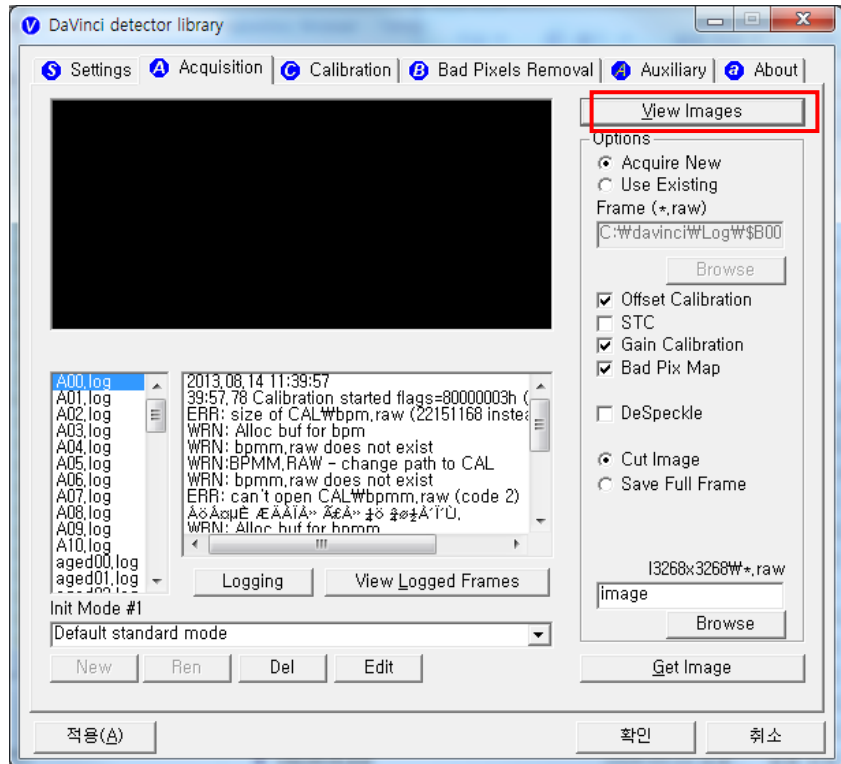 DaVinci detector library
Settings Acquisition Calibration Bad Pixels Removal Auxiliary About
View Images
Options
Acquire New
Use Existing
Frame (*,raw)
C:₩davinci₩Log₩$B00
Browse
Offset Calibration
STC
Gain Calibration
Bad Pix Map
DeSpeckle
Cut Image
Save Full Frame
I3268x3268₩*,raw
image
Browse
Get Image
A00,log
A01,log
A02,log
A03,log
A04,log
A05,log
A06,log
A07,log
A08,log
A09,log
A10,log
aged00,log
aged01,log
2013,08,14 11:39:57
39:57,78 Calibration started flags=80000003h (
ERR: size of CAL₩bpm,raw (22151168 instea
WRN: Alloc buf for bpm
WRN: bpmm,raw does not exist
WRN:BPMM,RAW - change path to CAL
WRN: bpmm,raw does not exist
ERR: can't open CAL₩bpmm,raw (code 2)
WRN: Alloc buf for bpmm
Logging View Logged Frames
Init Mode #1
Default standard mode
New Ren Del Edit
적용(A) 확인 취소